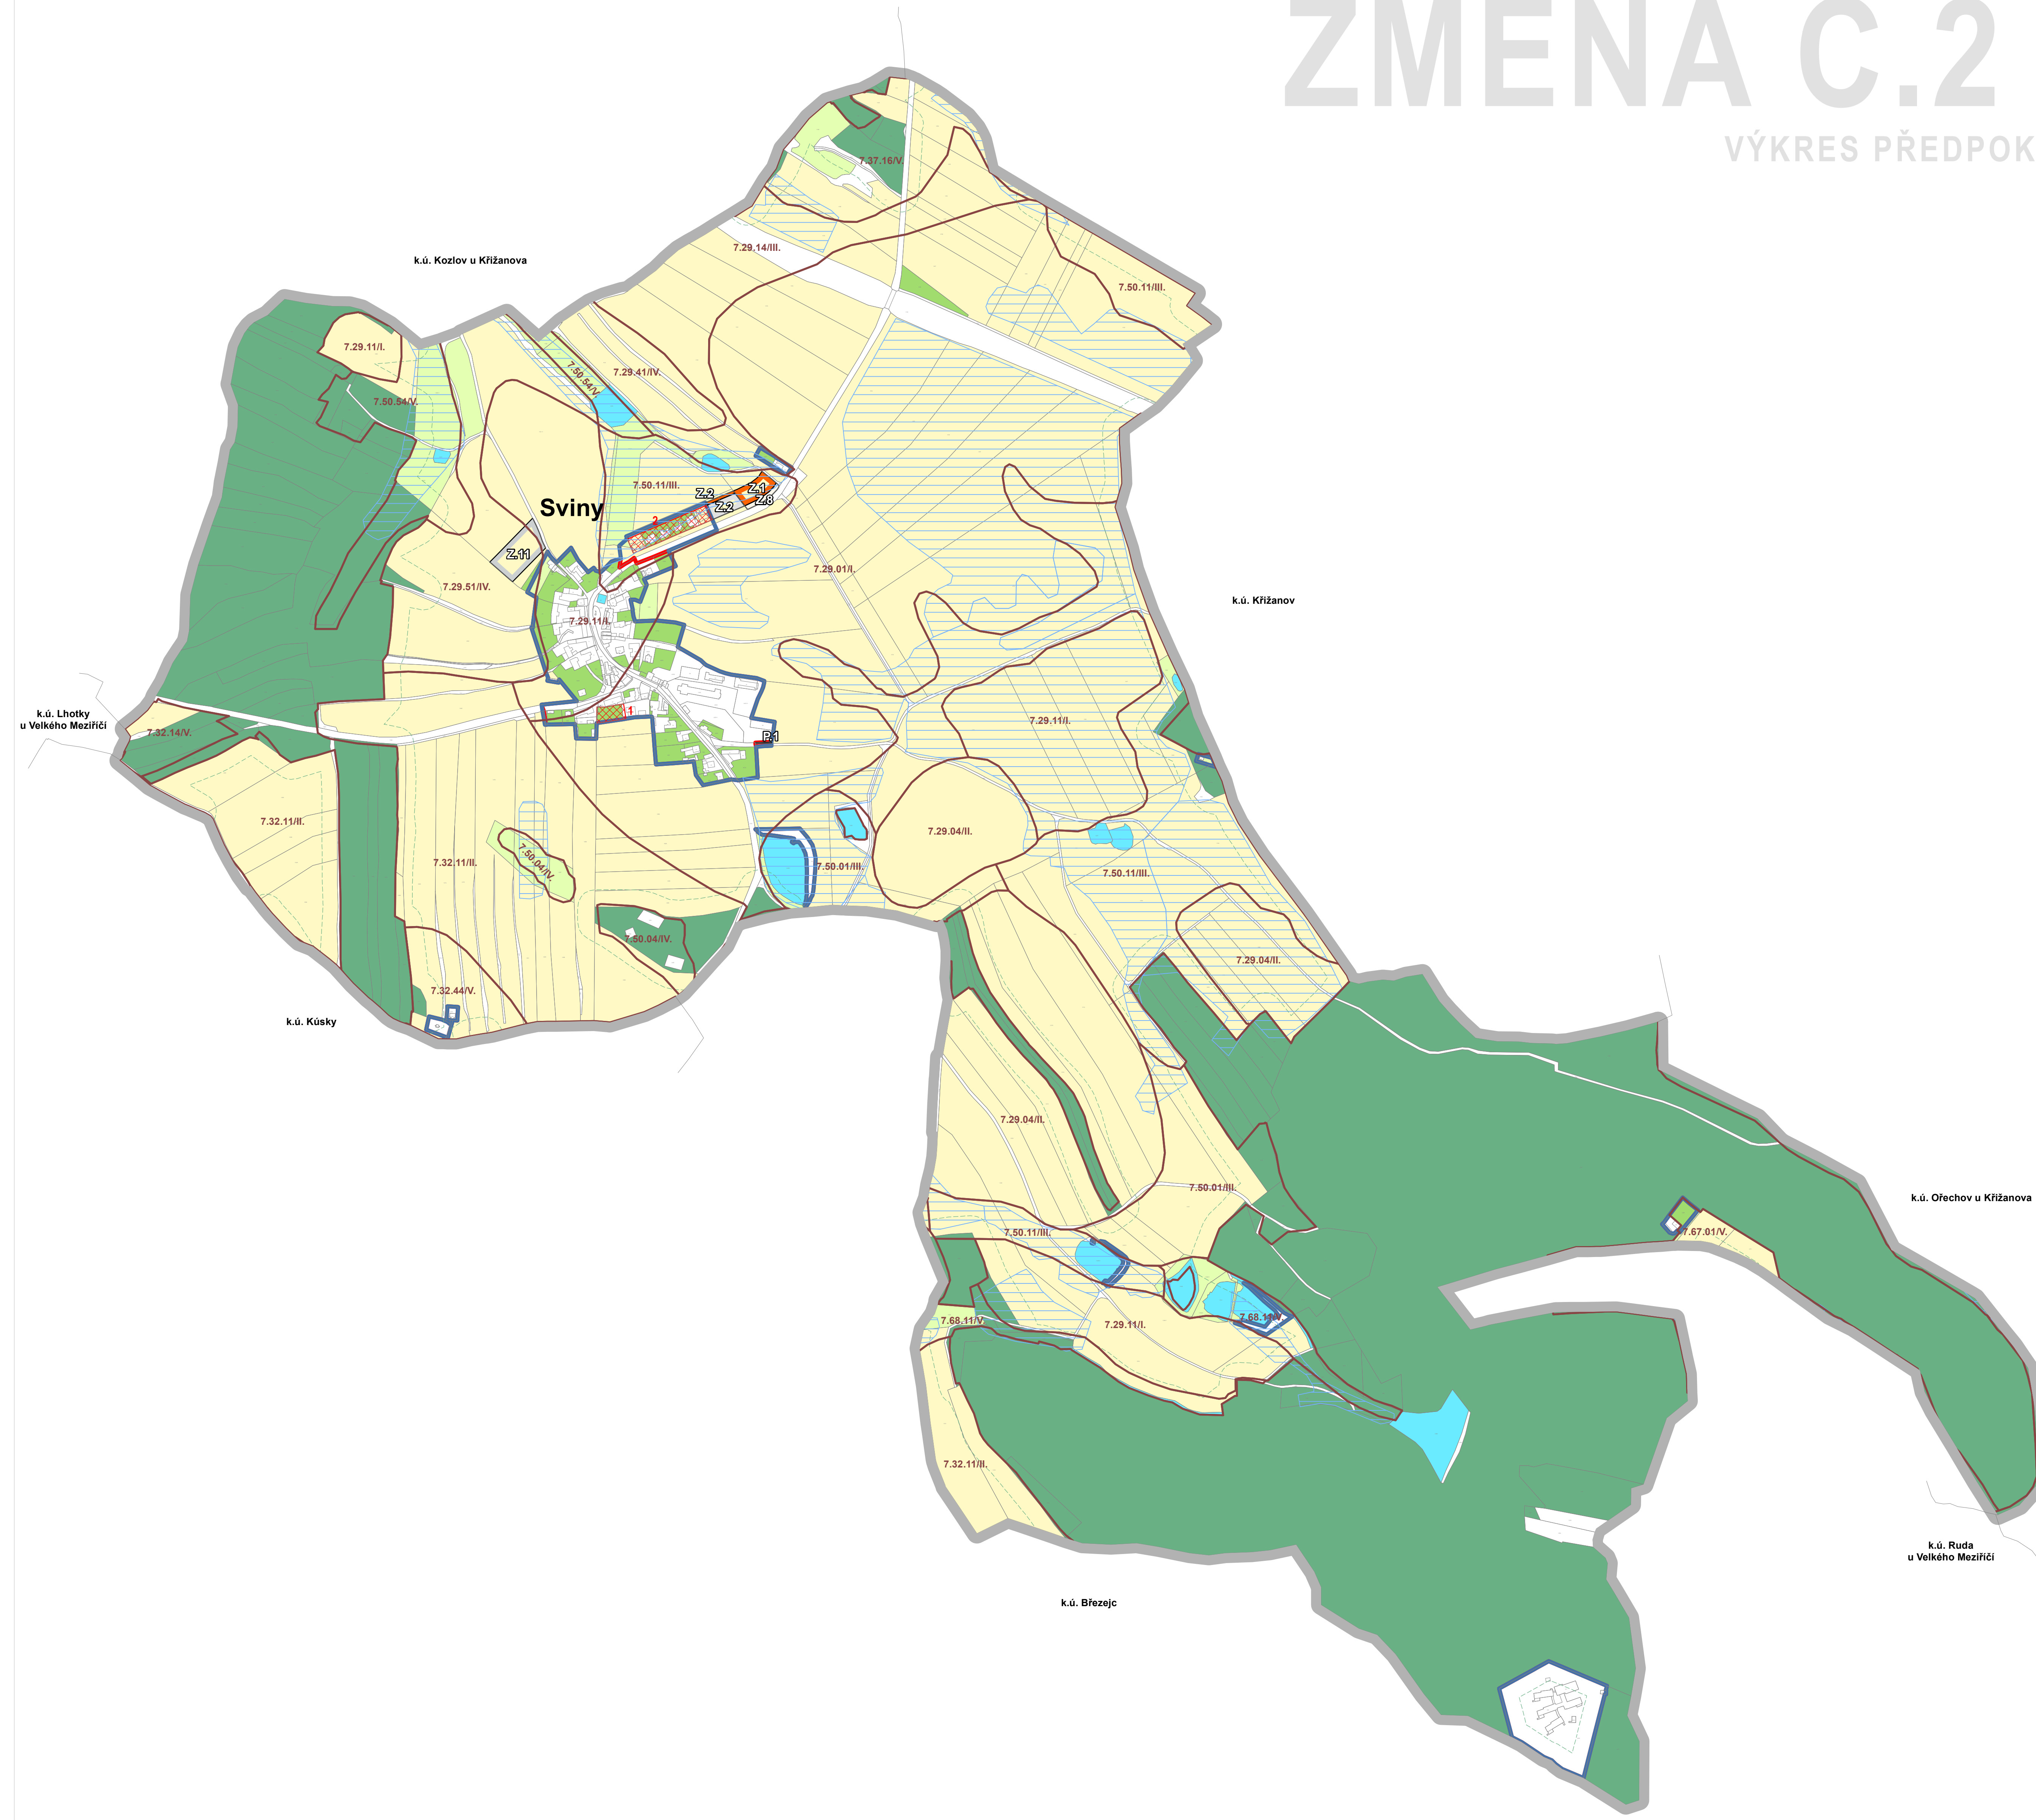 ZMĚNA Č.2
VÝKRES PŘEDPOK
7.37.16/V.
7.29.14/III.
k.ú. Kozlov u Křižanova
7.50.11/III.
7.29.11/I.
7.50.54/V.
7.29.41/IV.
7.50.54/V.
7.50.11/III.
Z.2
Z.1
Z.8
Z.2
Sviny
2
Z.11
7.29.01/I.
7.29.51/IV.
k.ú. Křižanov
7.29.11/I.
k.ú. Lhotky
u Velkého Meziříčí
1
7.29.11/I.
7.32.14/V.
P.1
7.32.11/II.
7.29.04/II.
7.32.11/II.
7.50.04/IV.
7.50.01/III.
7.50.11/III.
7.50.04/IV.
7.29.04/II.
7.32.44/V.
k.ú. Kúsky
7.29.04/II.
7.50.01/III.
k.ú. Ořechov u Křižanova
7.50.11/III.
7.67.01/V.
7.68.11/V.
7.29.11/I.
7.68.11/V.
7.32.11/II.
k.ú. Ruda
u Velkého Meziříčí
k.ú. Březejc